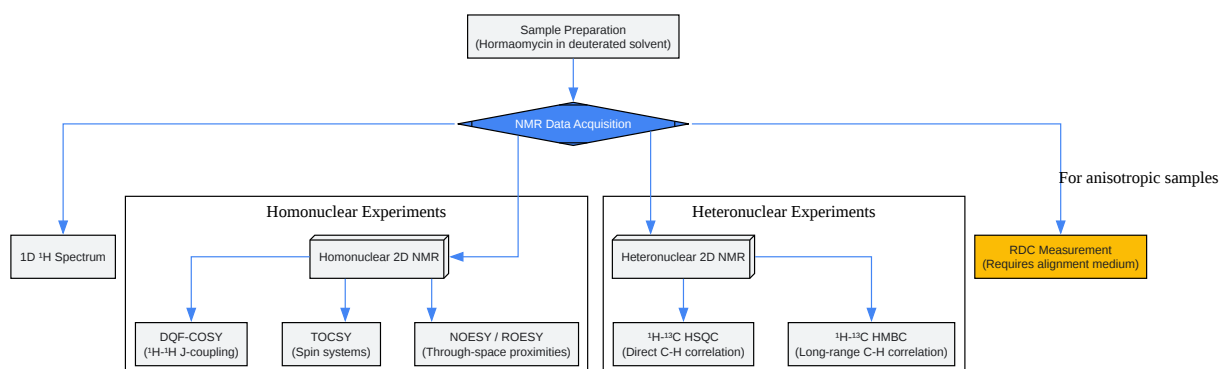 Sample Preparation
(Hormaomycin in deuterated solvent)
NMR Data Acquisition
For anisotropic samples
Homonuclear Experiments
Heteronuclear Experiments
1D ¹H Spectrum
Homonuclear 2D NMR
Heteronuclear 2D NMR
RDC Measurement
(Requires alignment medium)
DQF-COSY
(¹H-¹H J-coupling)
TOCSY
(Spin systems)
NOESY / ROESY
(Through-space proximities)
¹H-¹³C HSQC
(Direct C-H correlation)
¹H-¹³C HMBC
(Long-range C-H correlation)